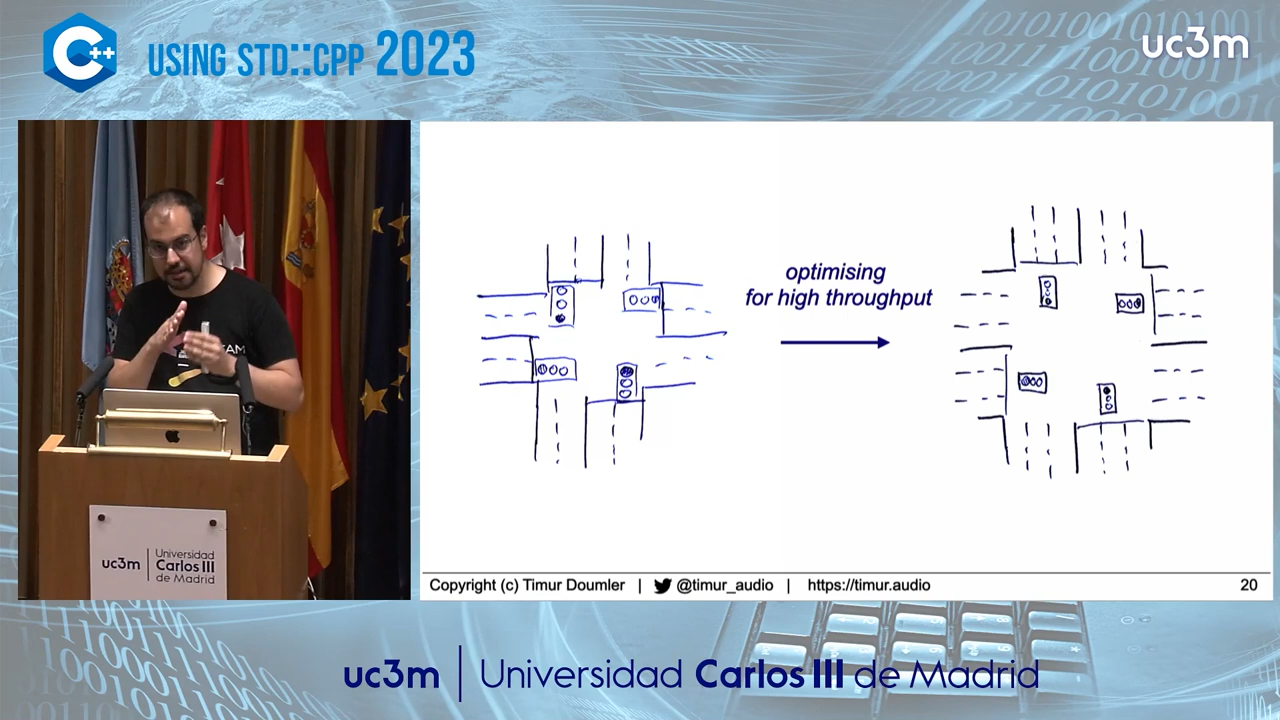 C++
USING STD::CPP 2023
uc3m
optimising
for high throughput
uc3m
Universidad
Carlos III
de Madrid
Copyright (c) Timur Doumler | @timur_audio | https://timur.audio
20
uc3m | Universidad Carlos III de Madrid